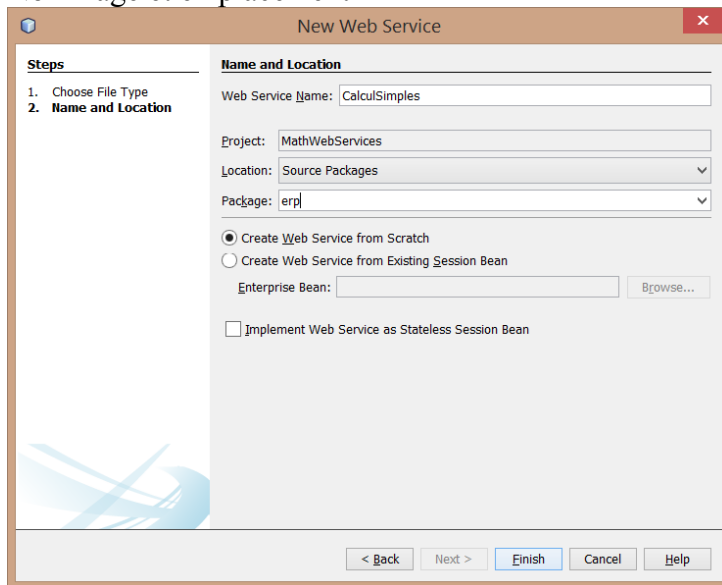 New Web Service
Steps
1. Choose File Type
2. Name and Location
Name and Location
Web Service Name: CalculSimples
Project: MathWebServices
Location: Source Packages
Package: erp
Create Web Service from Scratch
Create Web Service from Existing Session Bean
Enterprise Bean:
Browse...
Implement Web Service as Stateless Session Bean
< Back
Next >
Finish
Cancel
Help